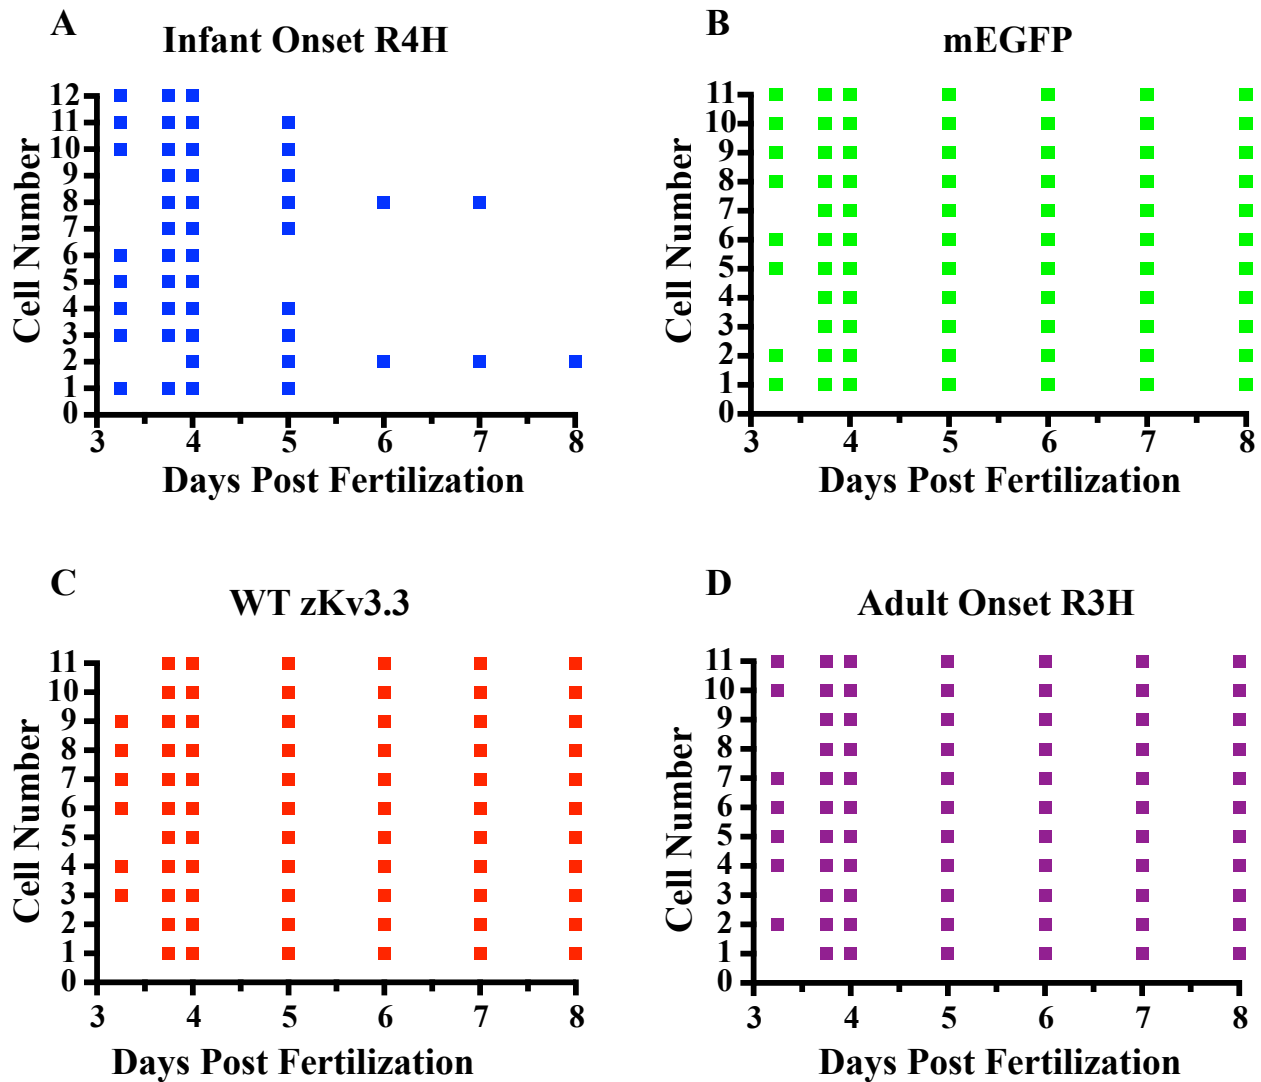 A
Infant Onset R4H
12
11
10
9
8
7
6
5
4
3
2
1
0
Cell Number
3 4 5 6 7 8
Days Post Fertilization
B
mEGFP
11
10
9
8
7
6
5
4
3
2
1
0
Cell Number
3 4 5 6 7 8
Days Post Fertilization
C
WT zKv3.3
11
10
9
8
7
6
5
4
3
2
1
0
Cell Number
3 4 5 6 7 8
Days Post Fertilization
D
Adult Onset R3H
11
10
9
8
7
6
5
4
3
2
1
0
Cell Number
3 4 5 6 7 8
Days Post Fertilization